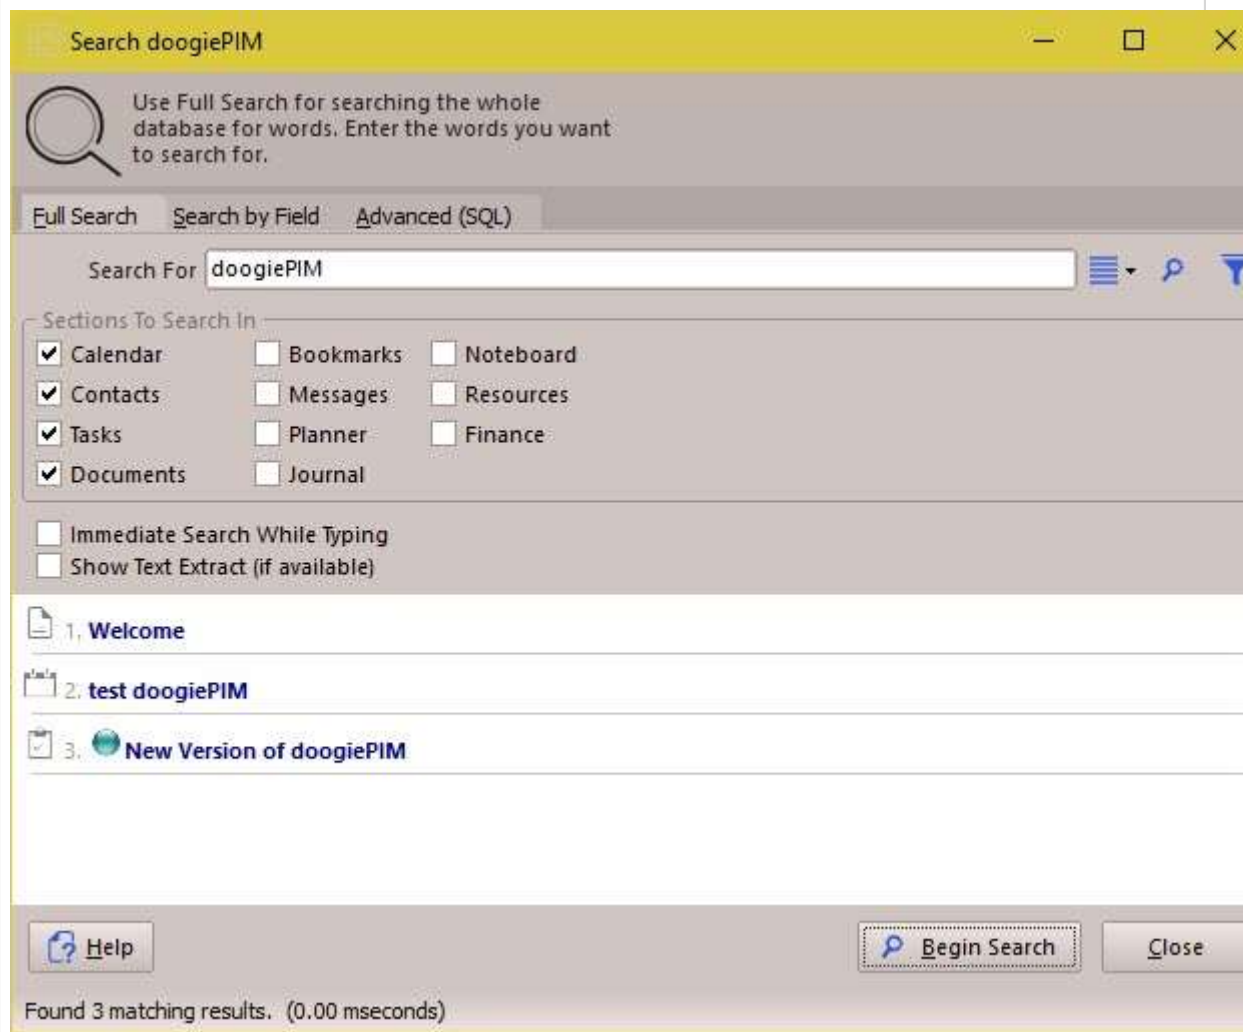 Search doogiePIM
Use Full Search for searching the whole
database for words. Enter the words you want
to search for.
Full Search Search by Field Advanced (SQL)
Search For doogiePIM
Sections To Search In
Calendar Bookmarks Noteboard
Contacts Messages Resources
Tasks Planner Finance
Documents Journal
Immediate Search While Typing
Show Text Extract (if available)
1. Welcome
2. test doogiePIM
3. New Version of doogiePIM
Help Begin Search Close
Found 3 matching results. (0.00 mseconds)